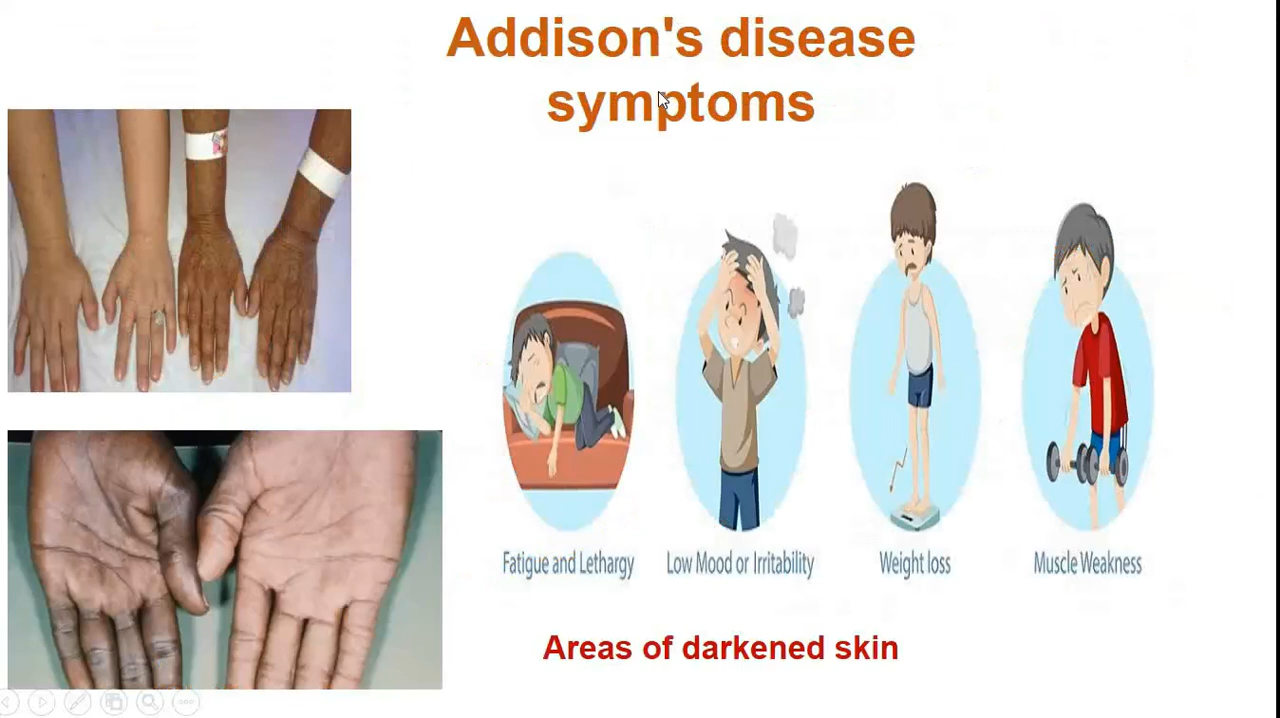 Addison's disease
symptoms
Fatigue and Lethargy
Low Mood or Irritability
Weight loss
Muscle Weakness
Areas of darkened skin